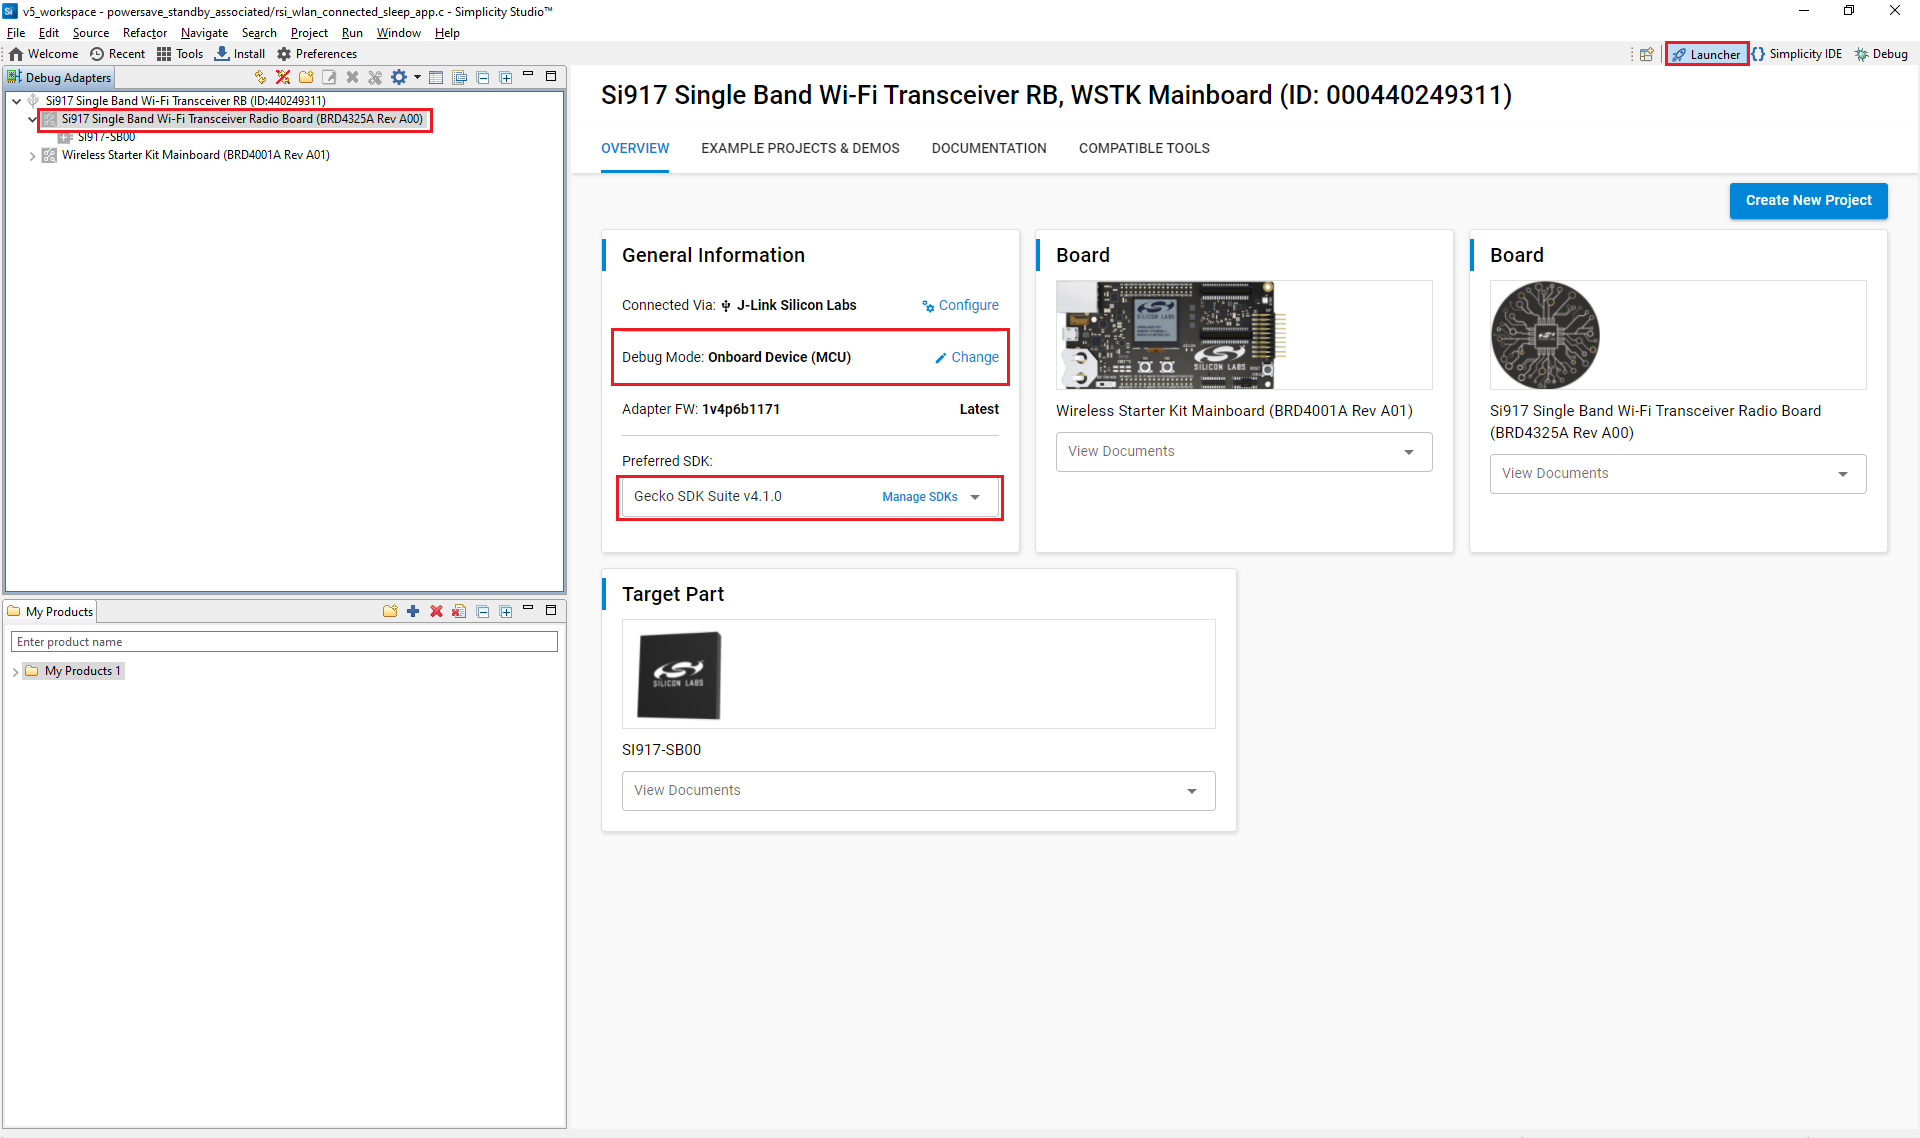 v5_workspace - powersave_standby_associated/rsi_wlan_connected_sleep_app.c - Simplicity Studio™
File Edit Source Refactor Navigate Search Project Run Window Help
Welcome Recent Tools Install Preferences
Launcher Simplicity IDE Debug
Debug Adapters
Si917 Single Band Wi-Fi Transceiver RB (ID:440249311)
Si917 Single Band Wi-Fi Transceiver Radio Board (BRD4325A Rev A00)
SI917-SB00
Wireless Starter Kit Mainboard (BRD4001A Rev A01)
My Products
Enter product name
My Products 1
Si917 Single Band Wi-Fi Transceiver RB, WSTK Mainboard (ID: 000440249311)
OVERVIEW EXAMPLE PROJECTS & DEMOS DOCUMENTATION COMPATIBLE TOOLS
Create New Project
General Information
Connected Via: J-Link Silicon Labs Configure
Debug Mode: Onboard Device (MCU) Change
Adapter FW: 1v4p6b1171 Latest
Preferred SDK:
Gecko SDK Suite v4.1.0 Manage SDKs
Board
SILICON LABS
SILICON LABS
Wireless Starter Kit Mainboard (BRD4001A Rev A01)
View Documents
Board
Si917 Single Band Wi-Fi Transceiver Radio Board
(BRD4325A Rev A00)
View Documents
Target Part
SILICON LABS
SI917-SB00
View Documents